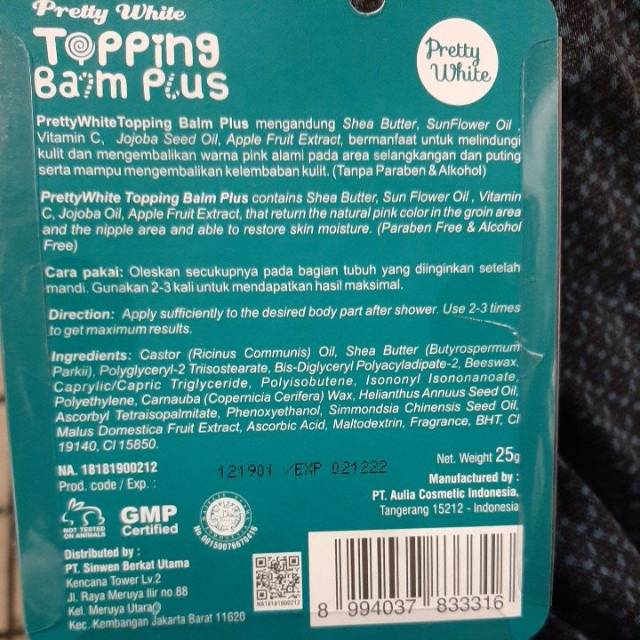 Pretty White
Topping
Balm Plus
Pretty
White
PrettyWhite Topping Balm Plus mengandung Shea Butter, SunFlower Oil ,
Vitamin C, Jojoba Seed Oil, Apple Fruit Extract, bermanfaat untuk melindungi
kulit dan mengembalikan warna pink alami pada area selangkangan dan puting
serta mampu mengembalikan kelembaban kulit. (Tanpa Paraben & Alkohol)
PrettyWhite Topping Balm Plus contains Shea Butter, Sun Flower Oil , Vitamin
C, Jojoba Oil, Apple Fruit Extract, that return the natural pink color in the groin area
and the nipple area and able to restore skin moisture. (Paraben Free & Alcohol
Free)
Cara pakai: Oleskan secukupnya pada bagian tubuh yang diinginkan setelah
mandi. Gunakan 2-3 kali untuk mendapatkan hasil maksimal.
Direction: Apply sufficiently to the desired body part after shower. Use 2-3 times
to get maximum results.
Ingredients: Castor (Ricinus Communis) Oil, Shea Butter (Butyrospermum
Parkii), Polyglyceryl-2 Triisostearate, Bis-Diglyceryl Polyacyladipate-2, Beeswax,
Caprylic/Capric Triglyceride, Polyisobutene, Isononyl Isononanoate,
Polyethylene, Carnauba (Copernicia Cerifera) Wax, Helianthus Annuus Seed Oil,
Ascorbyl Tetraisopalmitate, Phenoxyethanol, Simmondsia Chinensis Seed Oil,
Malus Domestica Fruit Extract, Ascorbic Acid, Maltodextrin, Fragrance, BHT, CI
19140, CI 15850.
NA. 18181900212
Prod. code / Exp. :
121901 /EXP 021222
Net. Weight 25g
Manufactured by :
PT. Aulia Cosmetic Indonesia,
Tangerang 15212 - Indonesia
NOT TESTED
ON ANIMALS
GMP
Certified
No.00150076670416
Distributed by :
PT. Sinwen Berkat Utama
Kencana Tower Lv.2
Jl. Raya Meruya Ilir no.88
Kel. Meruya Utara
Kec. Kembangan Jakarta Barat 11620
NA18181900212
8 994037 833316